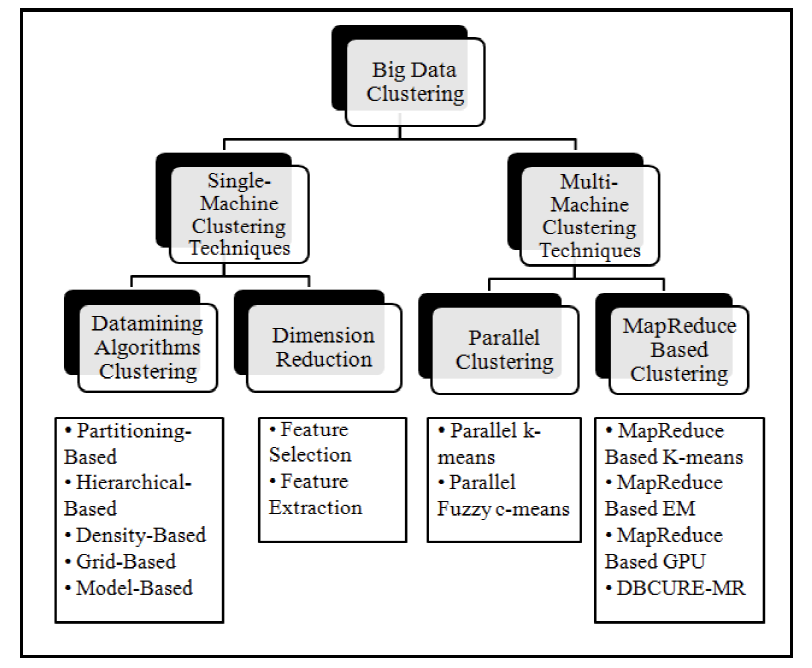 Big Data
Clustering
Single-
Machine
Clustering
Techniques
Multi-
Machine
Clustering
Techniques
Datamining
Algorithms
Clustering
Dimension
Reduction
Parallel
Clustering
MapReduce
Based
Clustering
• Partitioning-
Based
• Hierarchical-
Based
• Density-Based
• Grid-Based
• Model-Based
• Feature
Selection
• Feature
Extraction
• Parallel k-
means
• Parallel
Fuzzy c-means
• MapReduce
Based K-means
• MapReduce
Based EM
• MapReduce
Based GPU
• DBCURE-MR